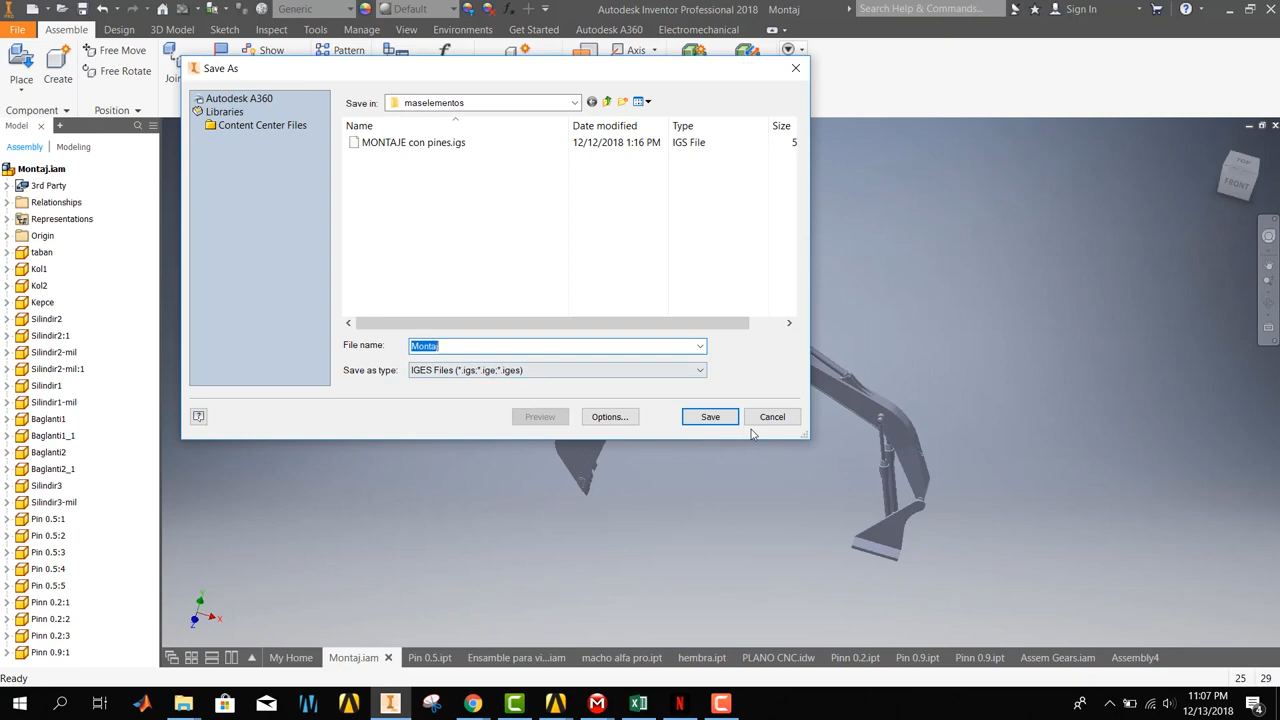 Generic
Default
Autodesk Inventor Professional 2018
Montaj
Search Help & Commands...
Sign In
PRO
File
Assemble
Design
3D Model
Sketch
Inspect
Tools
Manage
View
Environments
Get Started
Autodesk A360
Electromechanical
Place
Create
Free Move
Free Rotate
Show
Pattern
Axis
Component
Position
Model
Assembly
Modeling
Montaj.iam
3rd Party
Relationships
Representations
Origin
taban
Kol1
Kol2
Kepce
Silindir2
Silindir2:1
Silindir2-mil
Silindir2-mil:1
Silindir1
Silindir1-mil
Baglanti1
Baglanti1_1
Baglanti2
Baglanti2_1
Silindir3
Silindir3-mil
Pin 0.5:1
Pin 0.5:2
Pin 0.5:3
Pin 0.5:4
Pin 0.5:5
Pinn 0.2:1
Pinn 0.2:2
Pinn 0.2:3
Pinn 0.9:1
Save As
Autodesk A360
Libraries
Content Center Files
Save in:
maselementos
Name
Date modified
Type
Size
MONTAJE con pines.igs
12/12/2018 1:16 PM
IGS File
5
File name:
Montaj
Save as type:
IGES Files (*.igs;*.ige;*.iges)
Preview
Options...
Save
Cancel
TOP
FRONT
Y
X
Z
My Home
Montaj.iam
Pin 0.5.ipt
Ensamble para vi...iam
macho alfa pro.ipt
hembra.ipt
PLANO CNC.idw
Pinn 0.2.ipt
Pin 0.9.ipt
Pinn 0.9.ipt
Assem Gears.iam
Assembly4
Ready
25
29
11:07 PM
12/13/2018
4